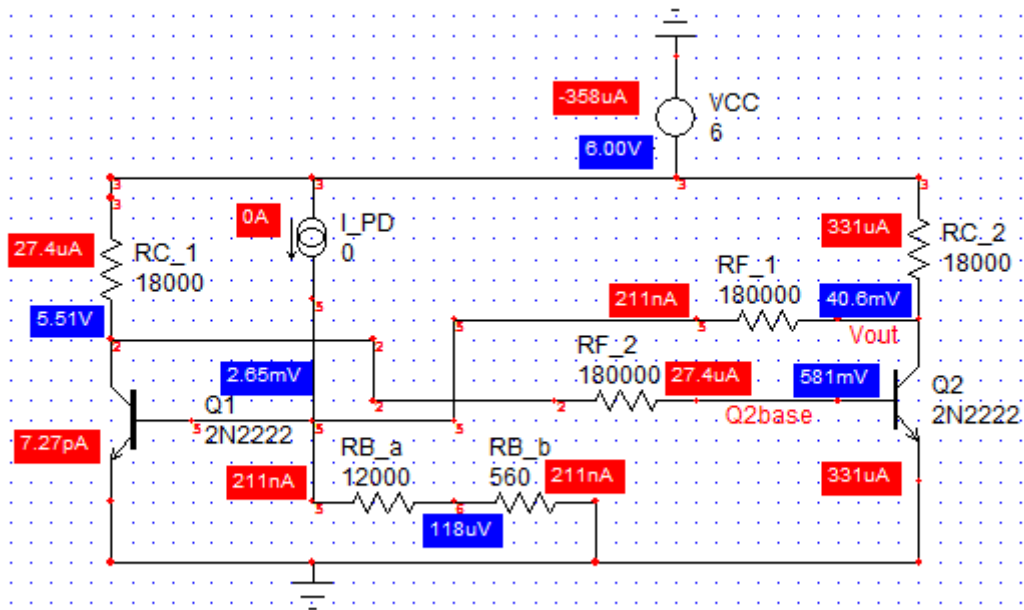 -358uA
VCC
6
6.00V
3
3
3
3
3
0A
I_PD
0
27.4uA
RC_1
18000
331uA
RC_2
18000
RF_1
180000
5.51V
5
211nA
5
5
40.6mV
Vout
2
2
RF_2
180000
2.65mV
27.4uA
581mV
Q2
2N2222
2
2
Q2base
Q1
2N2222
5
5
5
7.27pA
RB_a
12000
RB_b
560
211nA
211nA
331uA
5
6
118uV